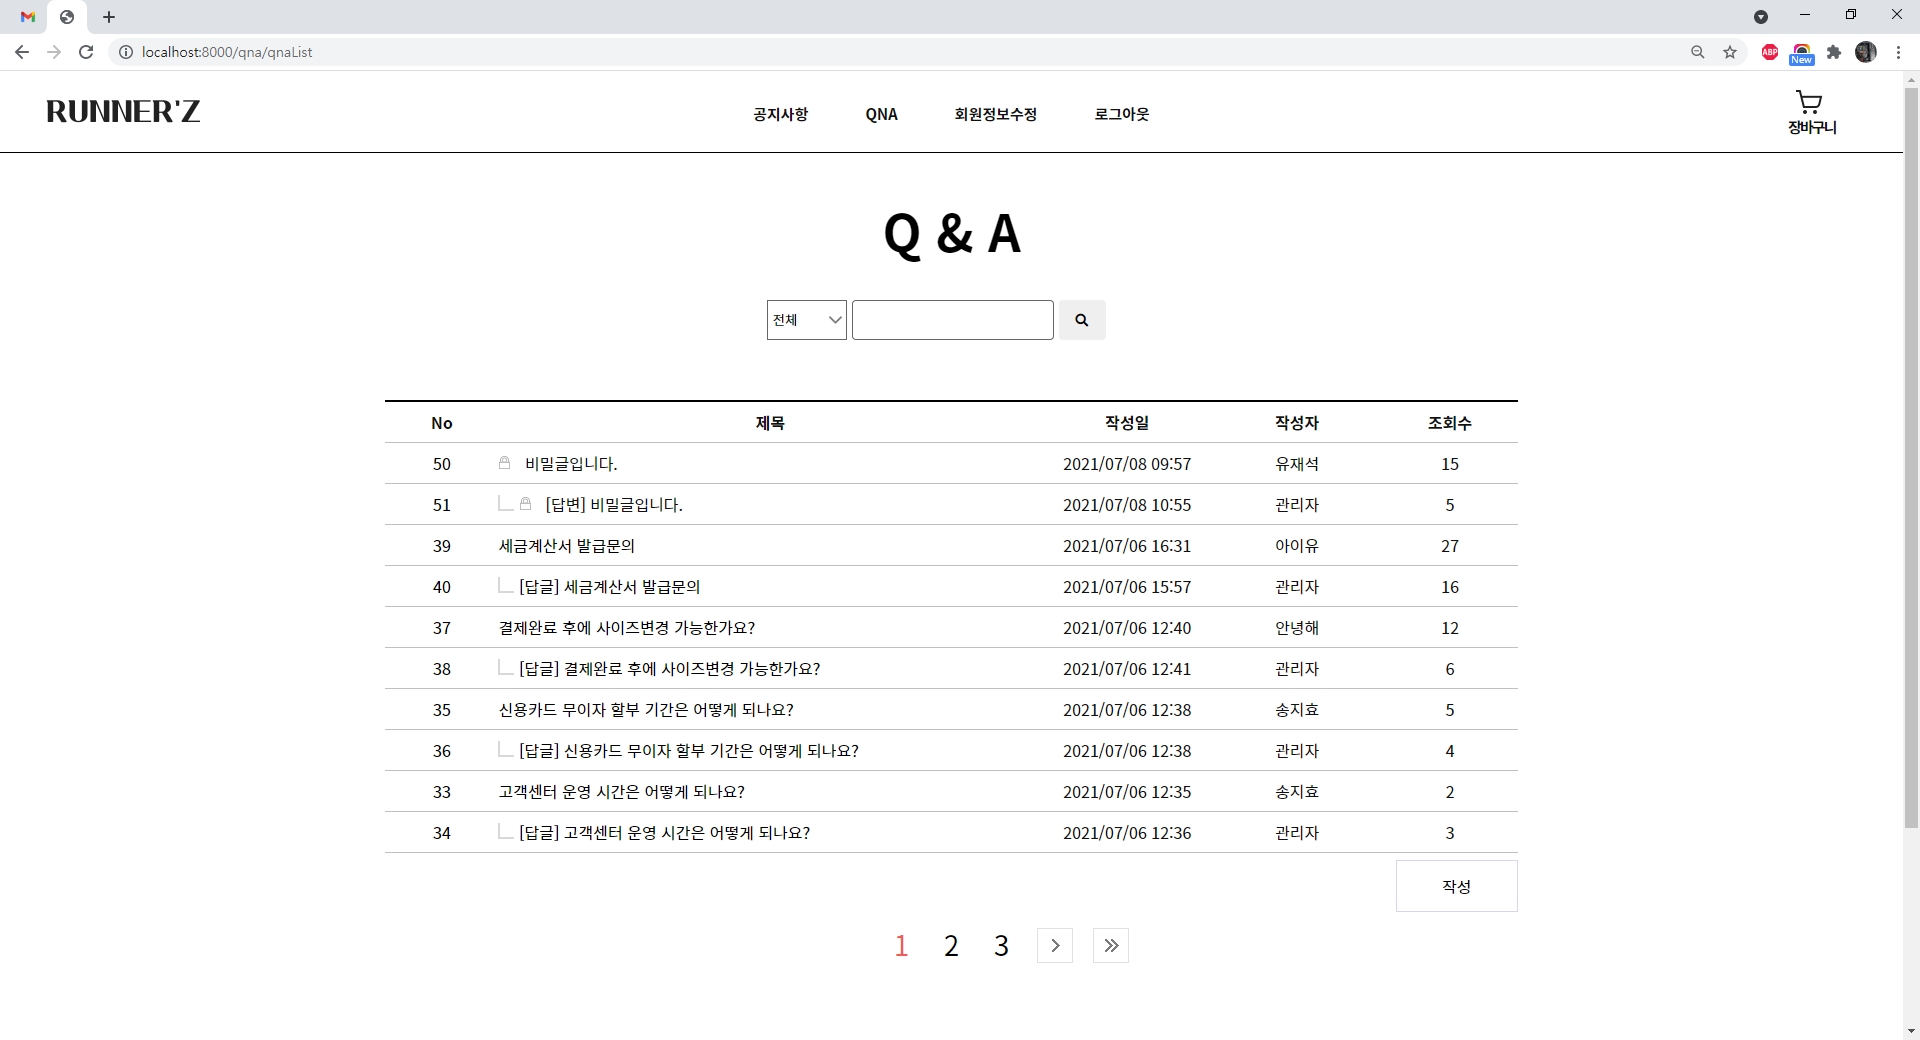 localhost:8000/qna/qnaList
ABP
New
RUNNER'Z
공지사항 QNA 회원정보수정 로그아웃
장바구니
Q & A
전체
No 제목 작성일 작성자 조회수
50 비밀글입니다. 2021/07/08 09:57 유재석 15
51 [답변] 비밀글입니다. 2021/07/08 10:55 관리자 5
39 세금계산서 발급문의 2021/07/06 16:31 아이유 27
40 [답글] 세금계산서 발급문의 2021/07/06 15:57 관리자 16
37 결제완료 후에 사이즈변경 가능한가요? 2021/07/06 12:40 안녕해 12
38 [답글] 결제완료 후에 사이즈변경 가능한가요? 2021/07/06 12:41 관리자 6
35 신용카드 무이자 할부 기간은 어떻게 되나요? 2021/07/06 12:38 송지효 5
36 [답글] 신용카드 무이자 할부 기간은 어떻게 되나요? 2021/07/06 12:38 관리자 4
33 고객센터 운영 시간은 어떻게 되나요? 2021/07/06 12:35 송지효 2
34 [답글] 고객센터 운영 시간은 어떻게 되나요? 2021/07/06 12:36 관리자 3
작성
1 2 3